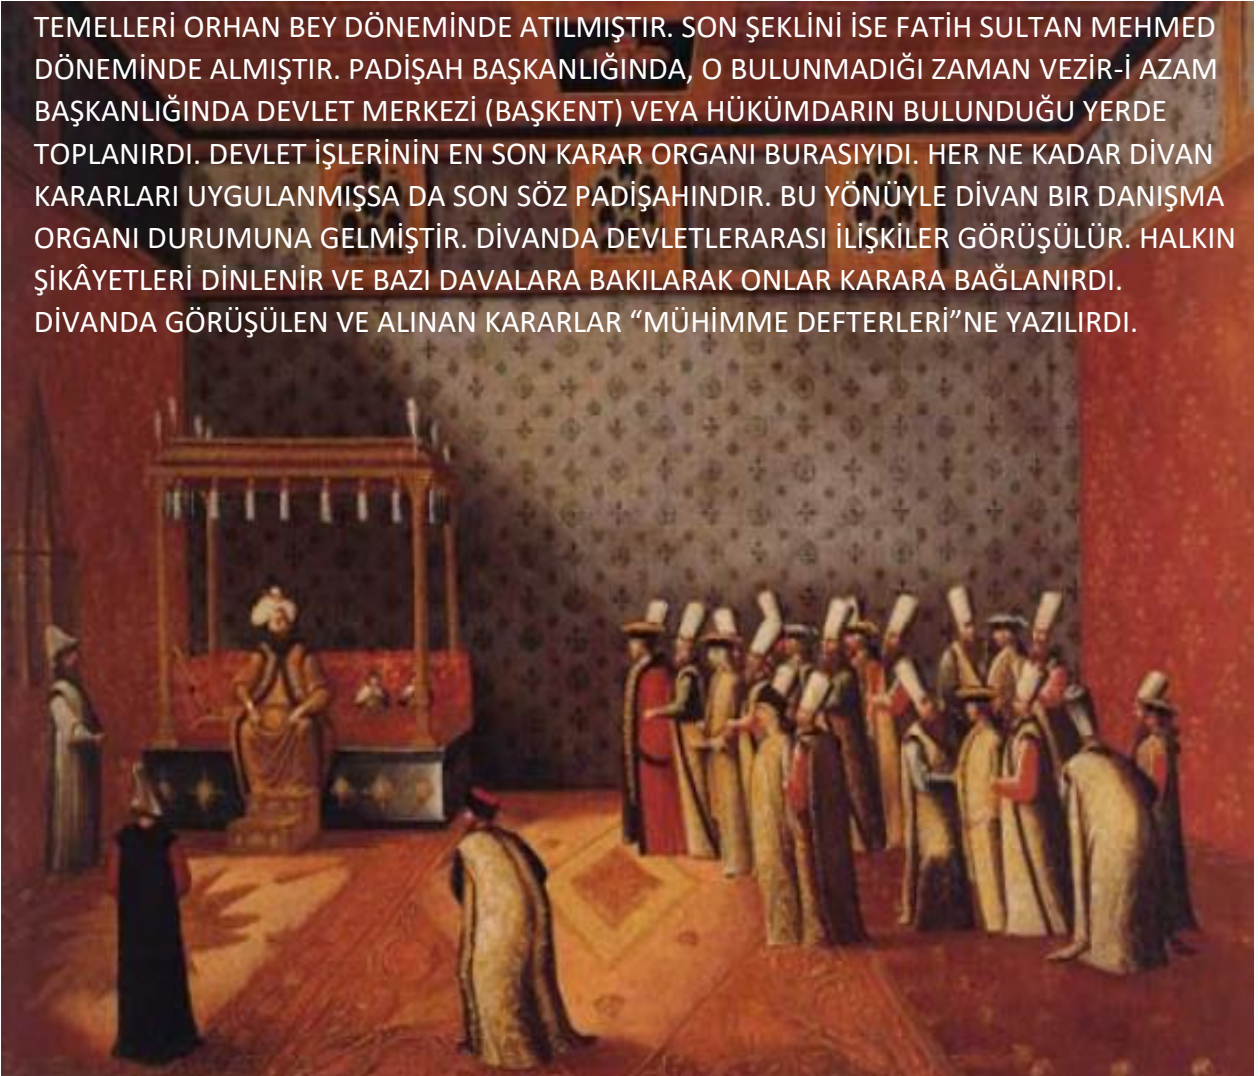 TEMELLERİ ORHAN BEY DÖNEMİNDE ATILMIŞTIR. SON ŞEKLİNİ İSE FATİH SULTAN MEHMED
DÖNEMİNDE ALMIŞTIR. PADİŞAH BAŞKANLIĞINDA, O BULUNMADIĞI ZAMAN VEZİR-İ AZAM
BAŞKANLIĞINDA DEVLET MERKEZİ (BAŞKENT) VEYA HÜKÜMDARIN BULUNDUĞU YERDE
TOPLANIRDI. DEVLET İŞLERİNİN EN SON KARAR ORGANI BURASIYIDI. HER NE KADAR DİVAN
KARARLARI UYGULANMIŞSA DA SON SÖZ PADİŞAHINDIR. BU YÖNÜYLE DİVAN BIR DANIŞMA
ORGANI DURUMUNA GELMİŞTİR. DİVANDA DEVLETLERARASI İLİŞKİLER GÖRÜŞÜLÜR. HALKIN
ŞİKÂYETLERİ DİNLENİR VE BAZI DAVALARA BAKILARAK ONLAR KARARA BAĞLANIRDI.
DİVANDA GÖRÜŞÜLEN VE ALINAN KARARLAR “MÜHİMME DEFTERLERİ”NE YAZILIRDI.